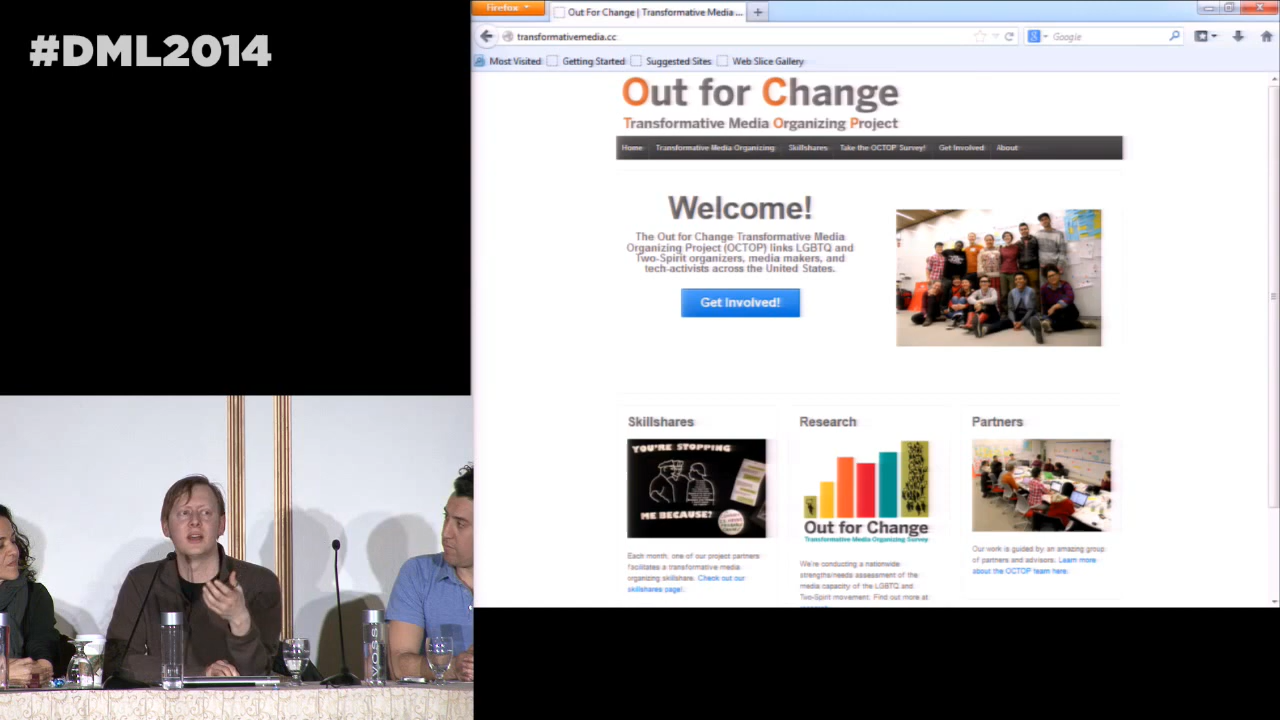 #DML2014
Firefox
Out For Change | Transformative Media ...
transformativemedia.cc
Google
Most Visited
Getting Started
Suggested Sites
Web Slice Gallery
Out for Change
Transformative Media Organizing Project
Home
Transformative Media Organizing
Skillshares
Take the OCTOP Survey!
Get Involved
About
Welcome!
The Out for Change Transformative Media
Organizing Project (OCTOP) links LGBTQ and
Two-Spirit organizers, media makers, and
tech-activists across the United States.
Get Involved!
Skillshares
YOU'RE STOPPING
ME BECAUSE?
Each month, one of our project partners
facilitates a transformative media
organizing skillshare. Check out our
skillshares page!.
Research
Out for Change
Transformative Media Organizing Survey
We're conducting a nationwide
strengths/needs assessment of the
media capacity of the LGBTQ and
Two-Spirit movement: Find out more at
Partners
Our work is guided by an amazing group
of partners and advisors. Learn more
about the OCTOP team here.
VOSS